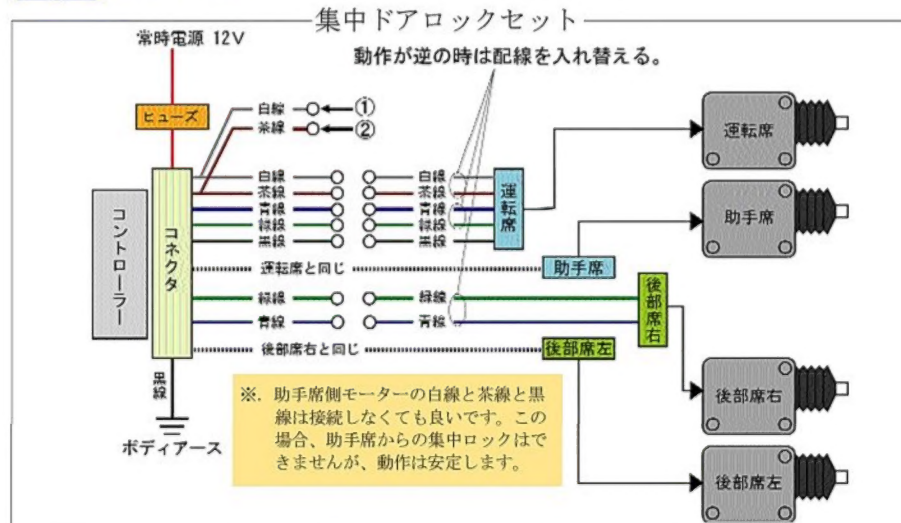 集中ドアロックセット
常時電源 12V
動作が逆の時は配線を入れ替える。
ヒューズ
白線
①
茶線
②
コントローラー
コネクタ
白線
茶線
青線
緑線
黒線
白線
茶線
青線
緑線
黒線
運転席
運転席
助手席
運転席と同じ
助手席
緑線
青線
緑線
青線
後部席右
後部席右と同じ
後部席左
後部席右
後部席左
黒線
ボディアース
※. 助手席側モーターの白線と茶線と黒
線は接続しなくても良いです。この
場合、助手席からの集中ロックはで
きませんが、動作は安定します。